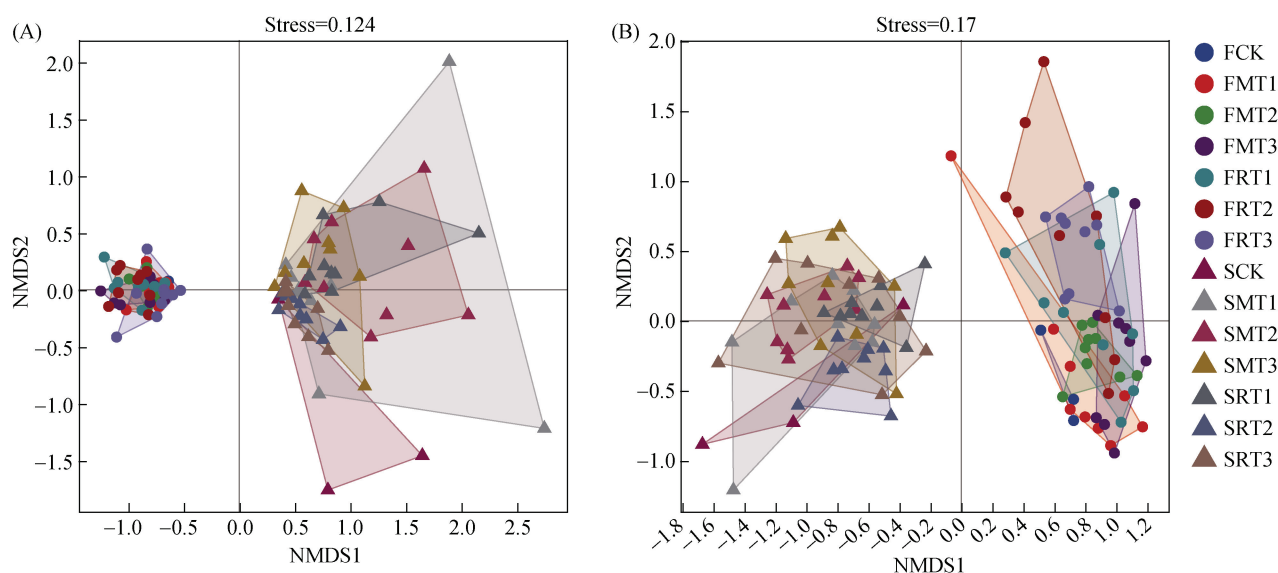 (A)
Stress=0.124
NMDS2
2.0
1.5
1.0
0.5
0.0
−0.5
−1.0
−1.5
−1.0
−0.5
0.0
0.5
1.0
1.5
2.0
2.5
NMDS1
(B)
Stress=0.17
NMDS2
2.0
1.5
1.0
0.5
0.0
−0.5
−1.0
−1.8
−1.6
−1.4
−1.2
−1.0
−0.8
−0.6
−0.4
−0.2
0.0
0.2
0.4
0.6
0.8
1.0
1.2
NMDS1
FCK
FMT1
FMT2
FMT3
FRT1
FRT2
FRT3
SCK
SMT1
SMT2
SMT3
SRT1
SRT2
SRT3